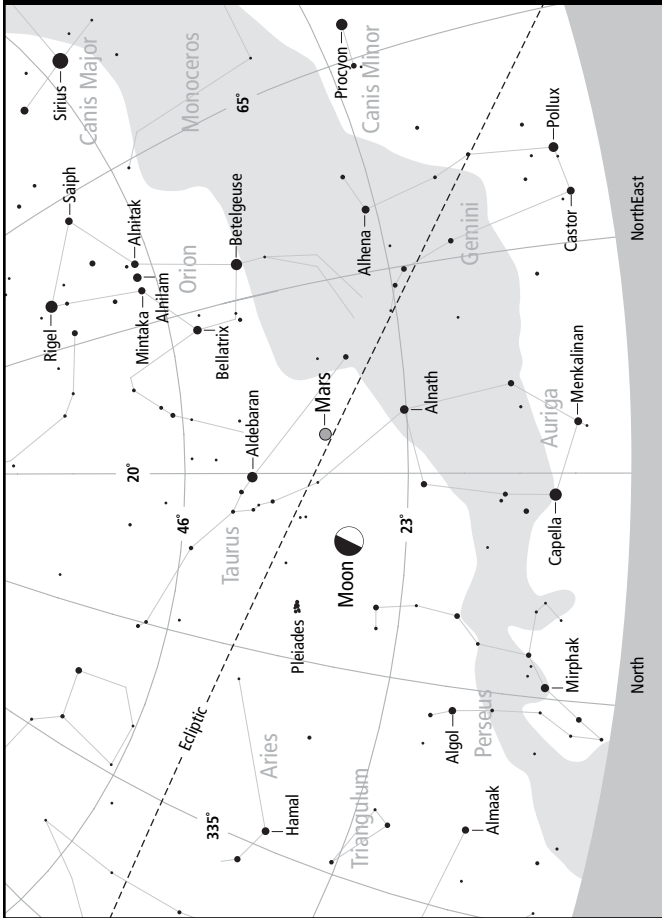 Sirius
Canis Major
Monoceros
65°
Procyon
Canis Minor
Pollux
Castor
Gemini
Alhena
NorthEast
Saiph
Rigel
Alnitak
Alnilam
Mintaka
Orion
Betelgeuse
Bellatrix
Aldebaran
Mars
Alnath
Menkalinan
Auriga
Capella
20°
46°
23°
Taurus
Moon
Pleiades
Mirphak
North
Algol
Perseus
Ecliptic
Aries
335°
Hamal
Triangulum
Almaak